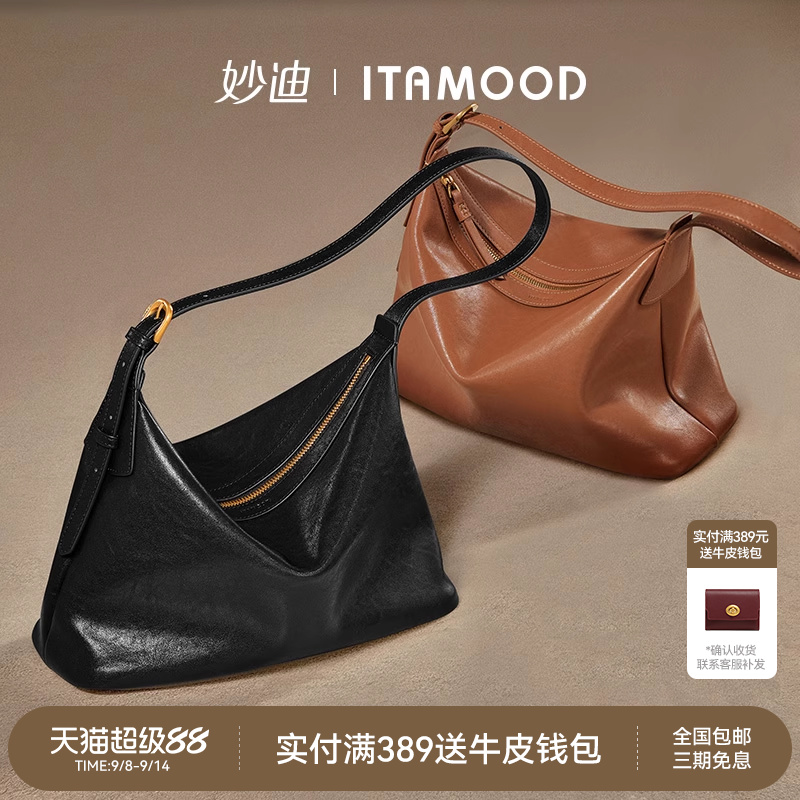 妙迪 | ITAMOOD
实付满389元
送牛皮钱包
*确认收货
联系客服补发
天猫超级88
TIME:9/8-9/14
实付满389送牛皮钱包
全国包邮
三期免息